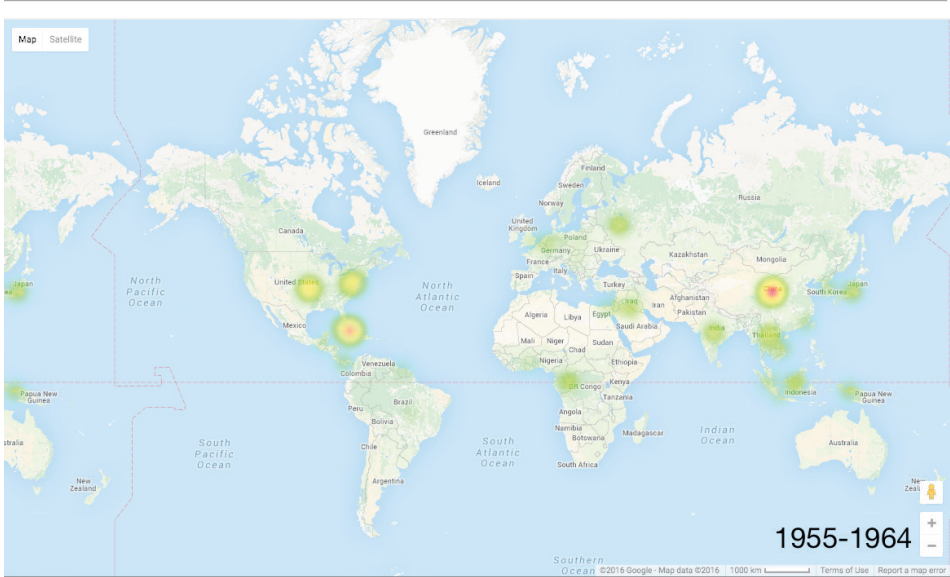 Map Satellite
Greenland
Iceland
Finland
Sweden
Norway
Russia
United
Kingdom
Poland
Germany
Ukraine
France
Italy
Spain
Turkey
Kazakhstan
Mongolia
Canada
United States
Mexico
North
Pacific
Ocean
North
Atlantic
Ocean
Japan
South Korea
Japan
Iraq
Iran
Afghanistan
Pakistan
Algeria
Libya
Egypt
Saudi Arabia
India
Thailand
Mali
Niger
Chad
Sudan
Nigeria
Ethiopia
Venezuela
Colombia
DR Congo
Kenya
Tanzania
Indonesia
Papua New
Guinea
Papua New
Guinea
Peru
Brazil
Bolivia
Angola
Namibia
Botswana
Madagascar
Chile
South Africa
Argentina
South
Pacific
Ocean
South
Atlantic
Ocean
Indian
Ocean
stralia
Australia
New
Zealand
1955-1964
Southern
Ocean
©2016 Google - Map data ©2016 1000 km Terms of Use Report a map error